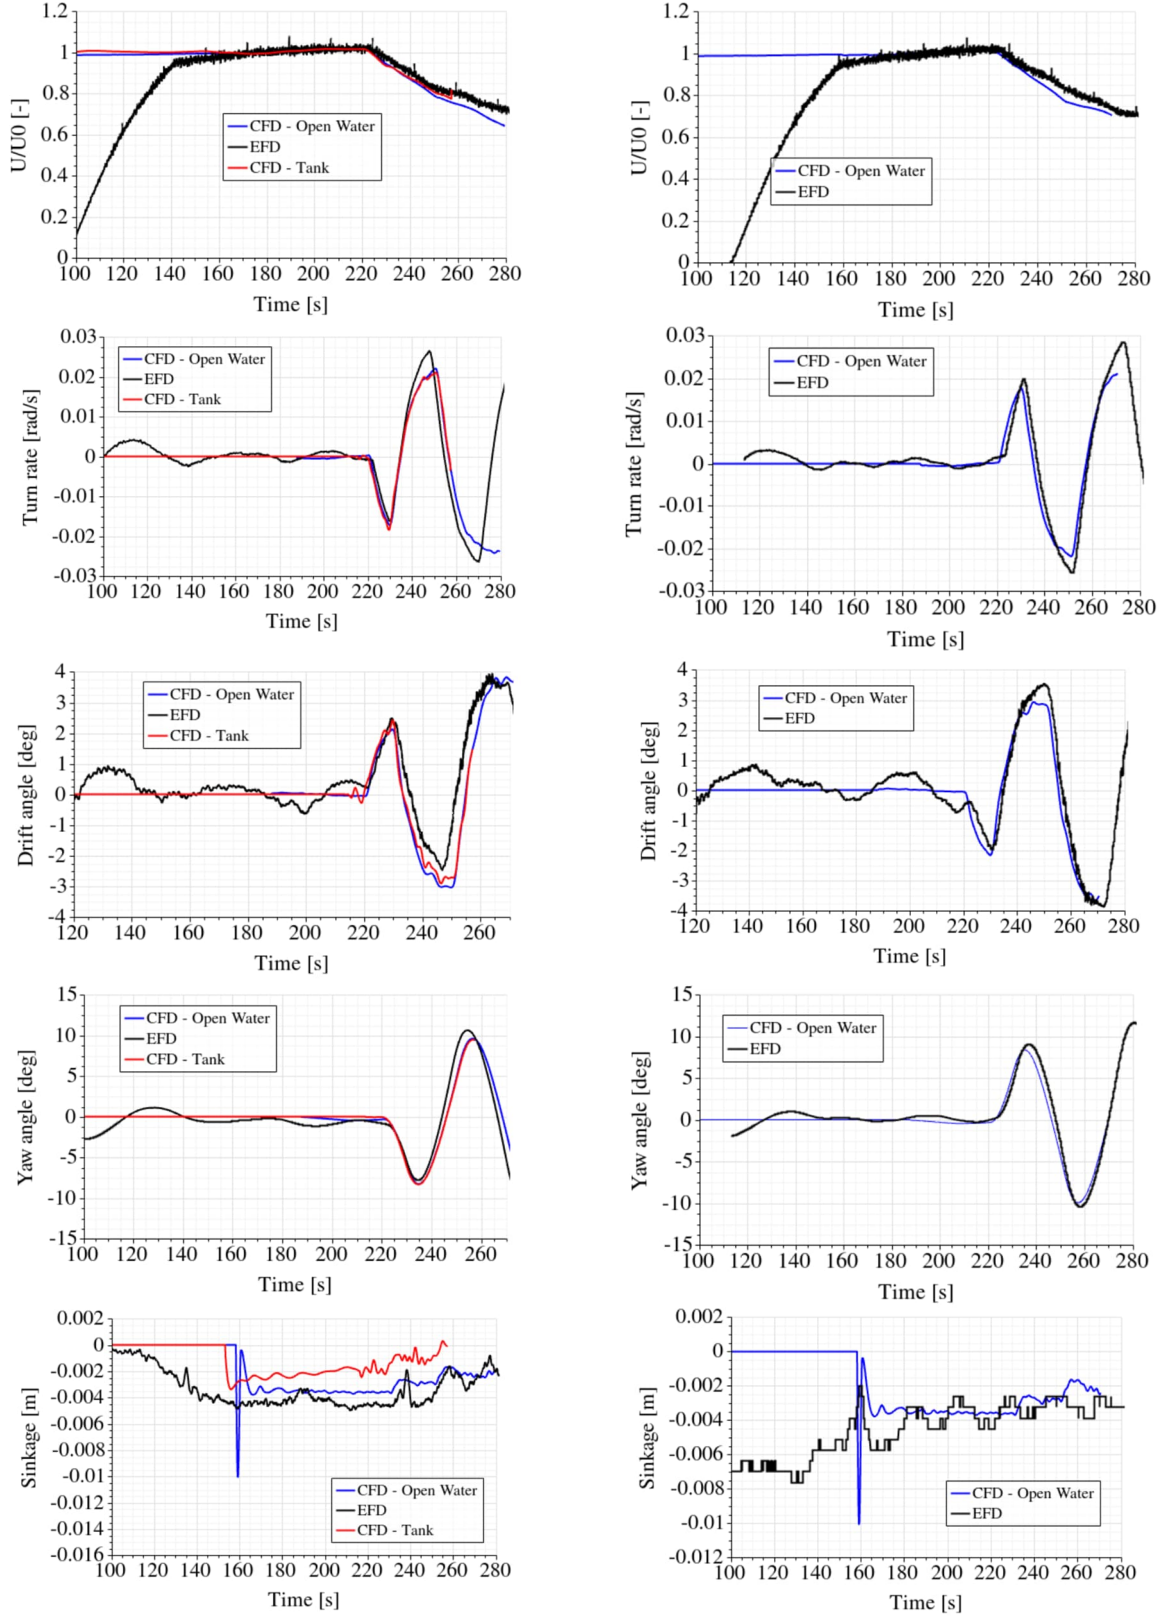 1.2
1
0.8
0.6
0.4
0.2
0
U/U0 [-]
CFD - Open Water
EFD
CFD - Tank
100 120 140 160 180 200 220 240 260 280
Time [s]
1.2
1
0.8
0.6
0.4
0.2
0
U/U0 [-]
CFD - Open Water
EFD
100 120 140 160 180 200 220 240 260 280
Time [s]
0.03
0.02
0.01
0
-0.01
-0.02
-0.03
Turn rate [rad/s]
CFD - Open Water
EFD
CFD - Tank
100 120 140 160 180 200 220 240 260 280
Time [s]
0.03
0.02
0.01
0
-0.01
-0.02
-0.03
Turn rate [rad/s]
CFD - Open Water
EFD
100 120 140 160 180 200 220 240 260 280
Time [s]
4
3
2
1
0
-1
-2
-3
-4
Drift angle [deg]
CFD - Open Water
EFD
CFD - Tank
120 140 160 180 200 220 240 260
Time [s]
4
3
2
1
0
-1
-2
-3
-4
Drift angle [deg]
CFD - Open Water
EFD
120 140 160 180 200 220 240 260 280
Time [s]
15
10
5
0
-5
-10
-15
Yaw angle [deg]
CFD - Open Water
EFD
CFD - Tank
100 120 140 160 180 200 220 240 260
Time [s]
15
10
5
0
-5
-10
-15
Yaw angle [deg]
CFD - Open Water
EFD
100 120 140 160 180 200 220 240 260 280
Time [s]
0.002
0
-0.002
-0.004
-0.006
-0.008
-0.01
-0.012
-0.014
-0.016
Sinkage [m]
CFD - Open Water
EFD
CFD - Tank
100 120 140 160 180 200 220 240 260 280
Time [s]
0.002
0
-0.002
-0.004
-0.006
-0.008
-0.01
-0.012
Sinkage [m]
CFD - Open Water
EFD
100 120 140 160 180 200 220 240 260 280
Time [s]